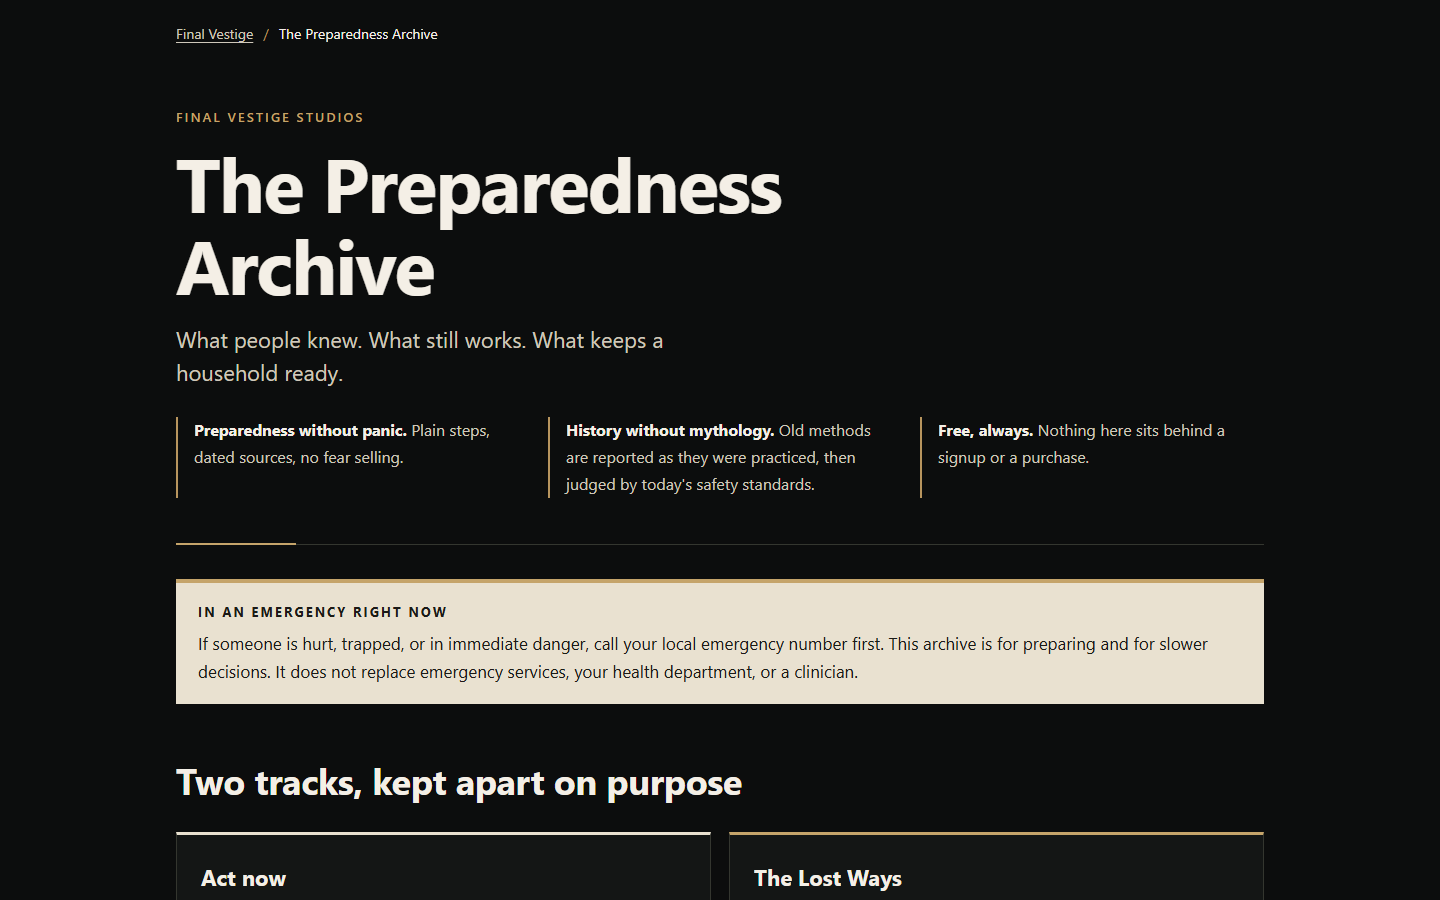 Final Vestige / The Preparedness Archive
FINAL VESTIGE STUDIOS
The Preparedness
Archive
What people knew. What still works. What keeps a
household ready.
Preparedness without panic. Plain steps,
dated sources, no fear selling.
History without mythology. Old methods
are reported as they were practiced, then
judged by today's safety standards.
Free, always. Nothing here sits behind a
signup or a purchase.
IN AN EMERGENCY RIGHT NOW
If someone is hurt, trapped, or in immediate danger, call your local emergency number first. This archive is for preparing and for slower
decisions. It does not replace emergency services, your health department, or a clinician.
Two tracks, kept apart on purpose
Act now
The Lost Ways